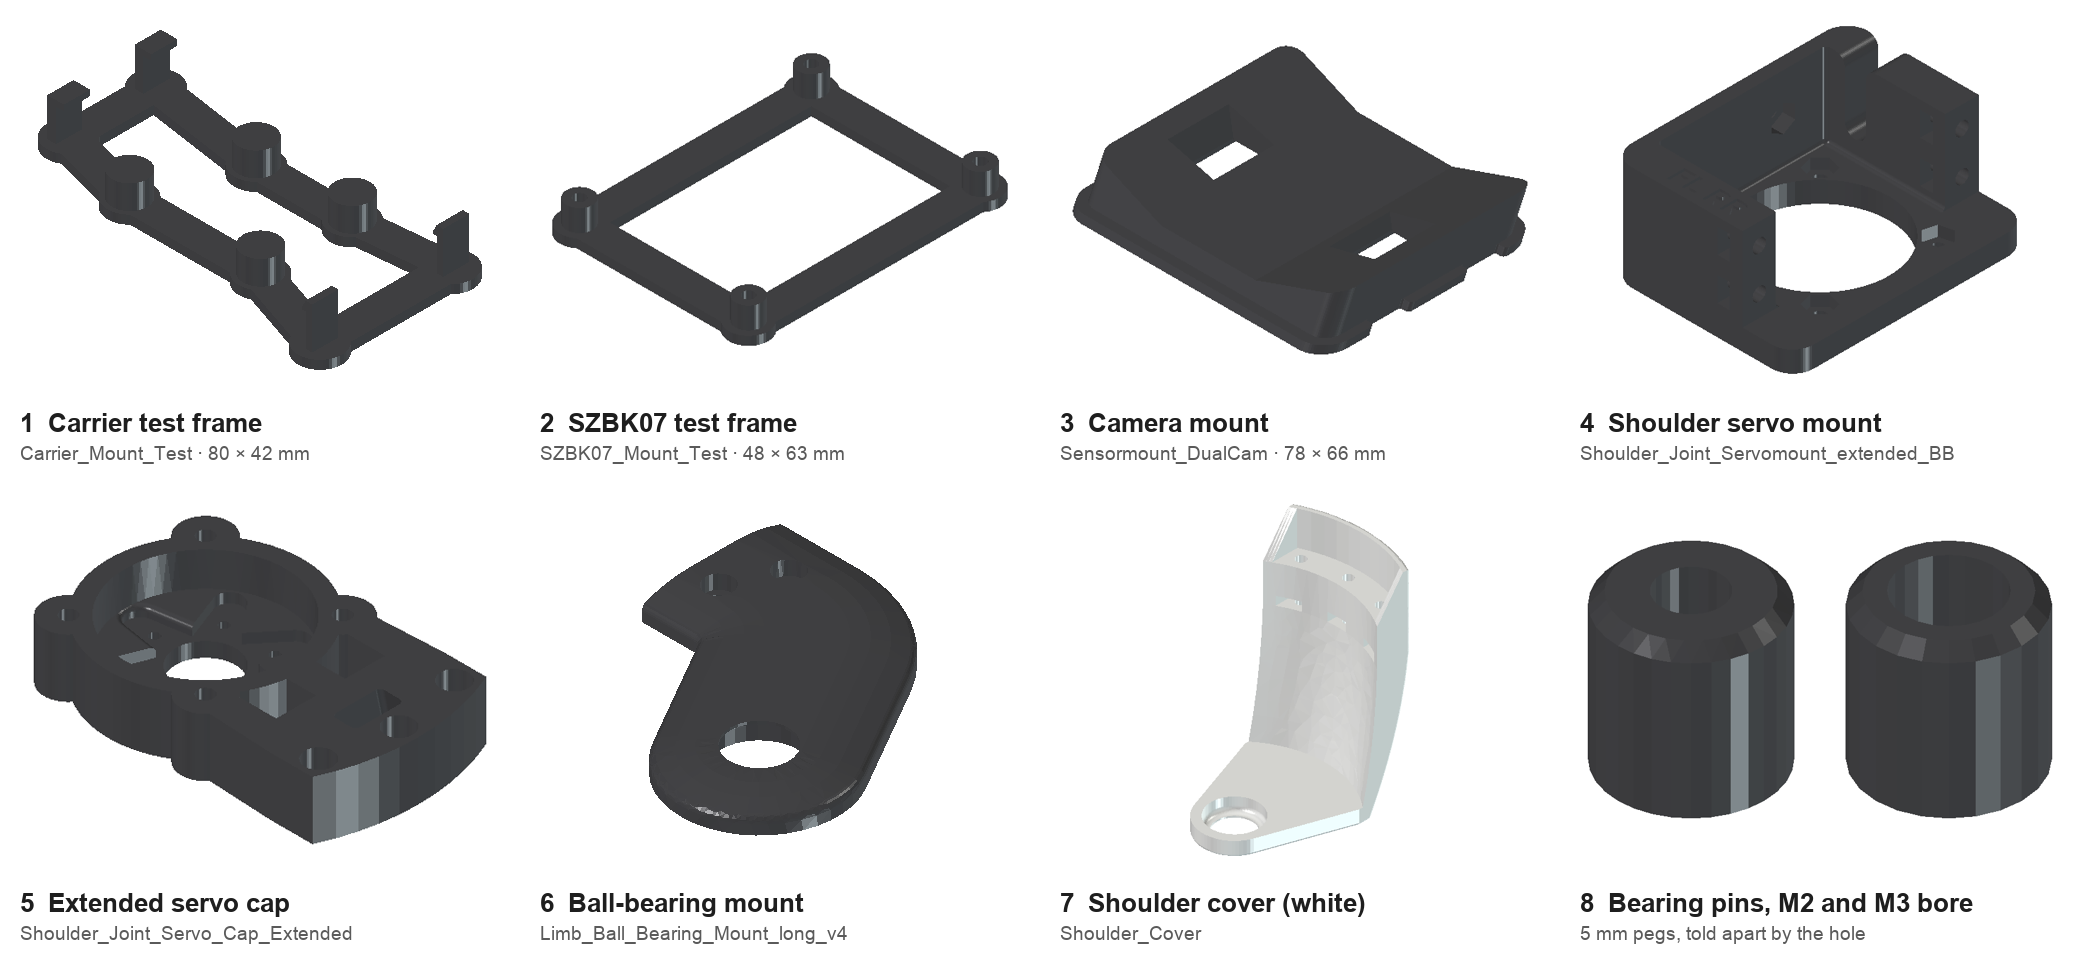 1 Carrier test frame
Carrier_Mount_Test · 80 × 42 mm
2 SZBK07 test frame
SZBK07_Mount_Test · 48 × 63 mm
3 Camera mount
Sensormount_DualCam · 78 × 66 mm
4 Shoulder servo mount
Shoulder_Joint_Servomount_extended_BB
5 Extended servo cap
Shoulder_Joint_Servo_Cap_Extended
6 Ball-bearing mount
Limb_Ball_Bearing_Mount_long_v4
7 Shoulder cover (white)
Shoulder_Cover
8 Bearing pins, M2 and M3 bore
5 mm pegs, told apart by the hole